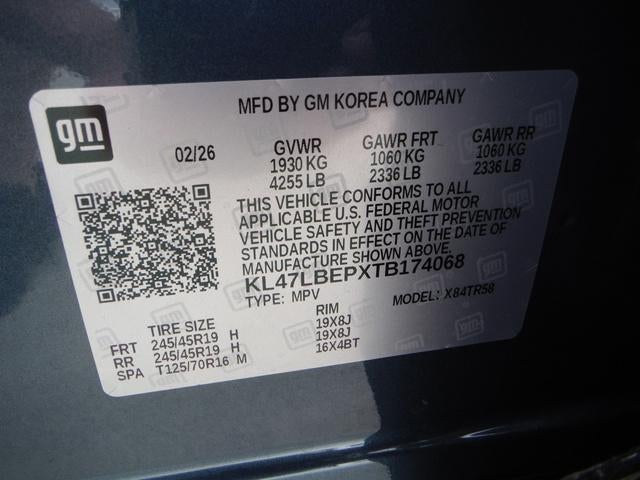 gm
MFD BY GM KOREA COMPANY
02/26
GVWR GAWR FRT GAWR RR
1930 KG 1060 KG 1060 KG
4255 LB 2336 LB 2336 LB
THIS VEHICLE CONFORMS TO ALL
APPLICABLE U.S. FEDERAL MOTOR
VEHICLE SAFETY AND THEFT PREVENTION
STANDARDS IN EFFECT ON THE DATE OF
MANUFACTURE SHOWN ABOVE.
KL47LBEPXTB174068
TYPE: MPV MODEL: X84TR58
TIRE SIZE RIM
FRT 245/45R19 H 19X8J
RR 245/45R19 H 19X8J
SPA T125/70R16 M 16X4BT